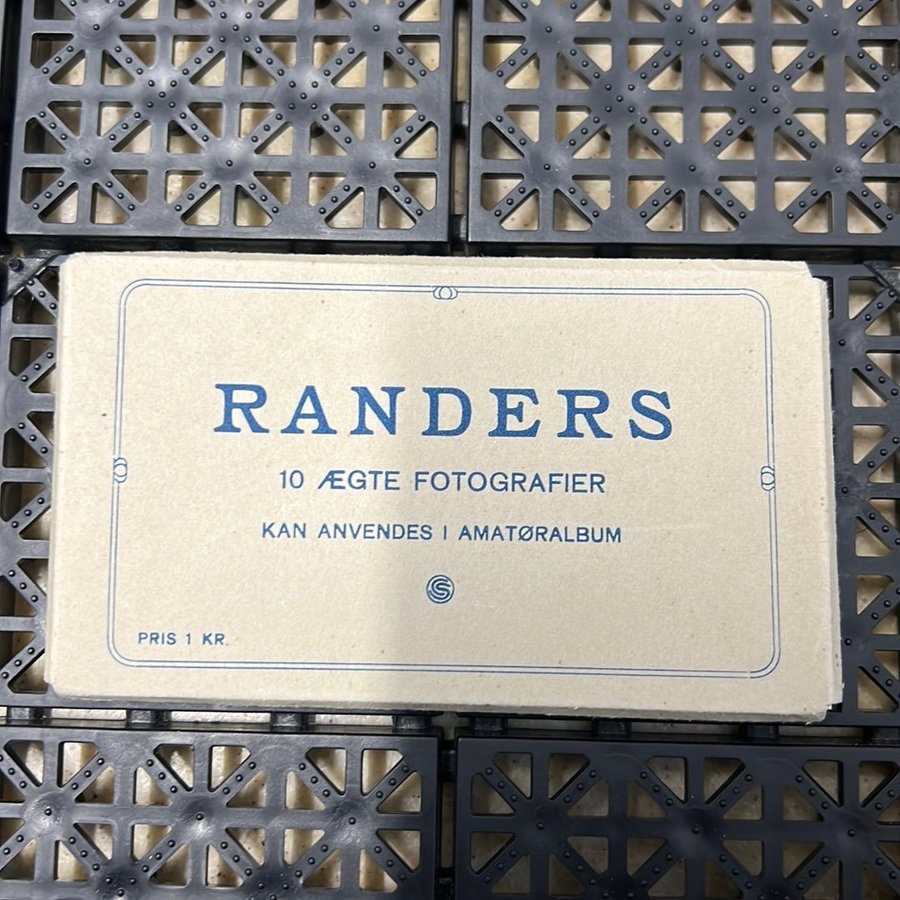 RANDERS
10 ÆGTE FOTOGRAFIER
KAN ANVENDES I AMATØRALBUM
PRIS 1 KR.